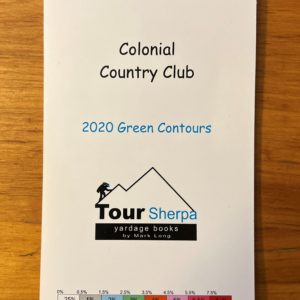 Colonial
Country Club
2020 Green Contours
Tour Sherpa
yardage books
by Mark Long
0% 0.5% 1.5% 2.5% 3.5% 4.5% 5.5% 7.5%